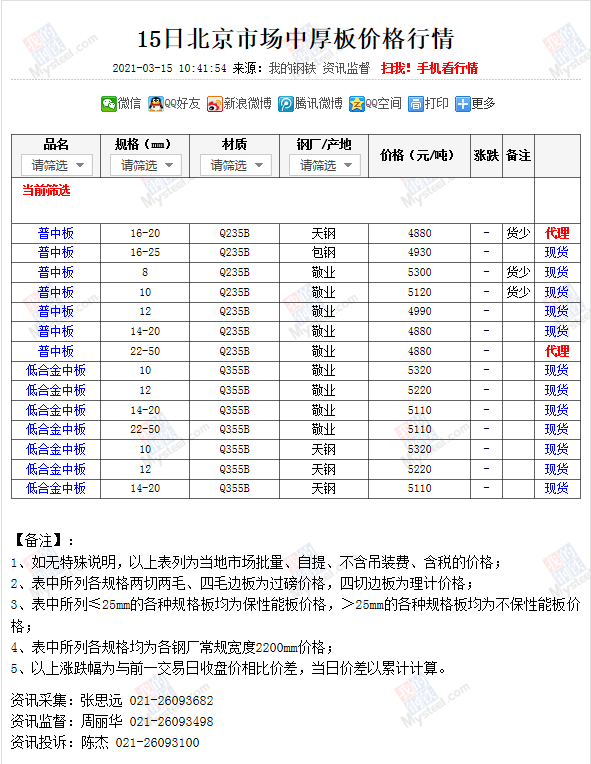 15日北京市场中厚板价格行情
2021-03-15 10:41:54 来源：我的钢铁 资讯监督 扫我！手机看行情
微信 QQ好友 新浪微博 腾讯微博 QQ空间 打印 更多
品名 规格（mm） 材质 钢厂/产地 价格（元/吨） 涨跌 备注
请筛选 请筛选 请筛选 请筛选
当前筛选
普中板 16-20 Q235B 天钢 4880 - 货少 代理
普中板 16-25 Q235B 包钢 4930 - 现货
普中板 8 Q235B 敬业 5300 - 货少 现货
普中板 10 Q235B 敬业 5120 - 货少 现货
普中板 12 Q235B 敬业 4990 - 现货
普中板 14-20 Q235B 敬业 4880 - 现货
普中板 22-50 Q235B 敬业 4880 - 代理
低合金中板 10 Q355B 敬业 5320 - 现货
低合金中板 12 Q355B 敬业 5220 - 现货
低合金中板 14-20 Q355B 敬业 5110 - 现货
低合金中板 22-50 Q355B 敬业 5110 - 现货
低合金中板 10 Q355B 天钢 5320 - 现货
低合金中板 12 Q355B 天钢 5220 - 现货
低合金中板 14-20 Q355B 天钢 5110 - 现货
【备注】：
1、如无特殊说明，以上表列为当地市场批量、自提、不含吊装费、含税的价格；
2、表中所列各规格两切两毛、四毛边板为过磅价格，四切边板为理计价格；
3、表中所列≤25mm的各种规格板均为保性能板价格，＞25mm的各种规格板均为不保性能板价
格；
4、表中所列各规格均为各钢厂常规宽度2200mm价格；
5、以上涨跌幅为与前一交易日收盘价相比价差，当日价差以累计计算。
资讯采集：张思远 021-26093682
资讯监督：周丽华 021-26093498
资讯投诉：陈杰 021-26093100